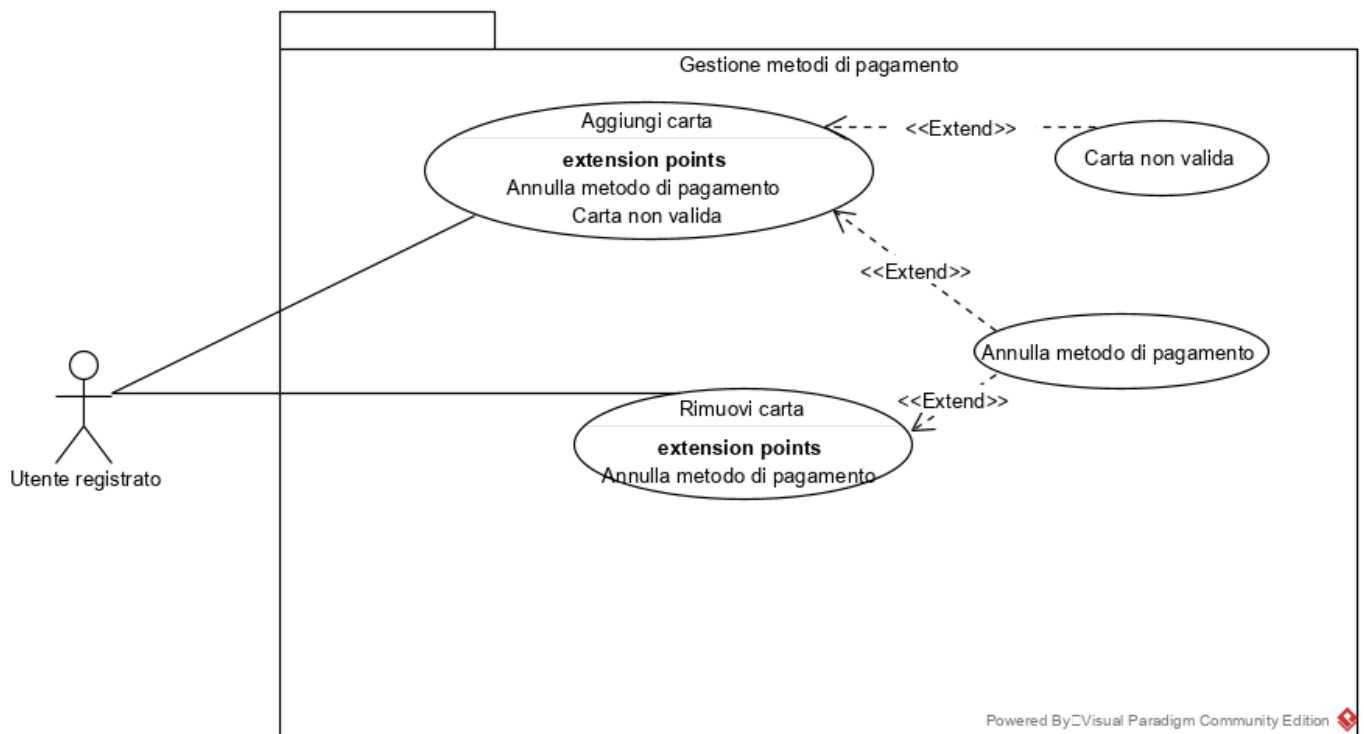 Gestione metodi di pagamento
Aggiungi carta
extension points
Annulla metodo di pagamento
Carta non valida
<<Extend>>
Carta non valida
<<Extend>>
Annulla metodo di pagamento
<<Extend>>
Rimuovi carta
extension points
Annulla metodo di pagamento
Utente registrato
Powered By Visual Paradigm Community Edition